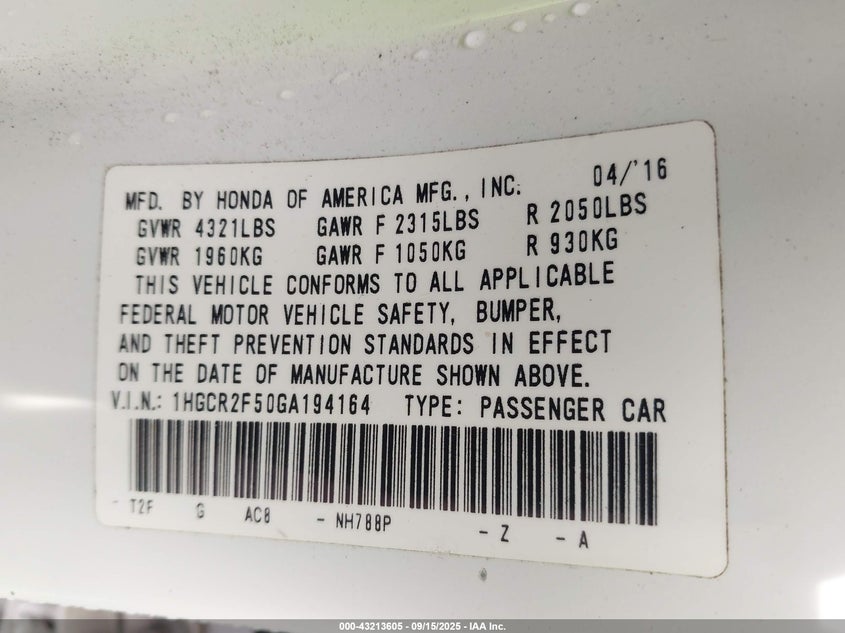 MFD. BY HONDA OF AMERICA MFG., INC. 04/'16
GVWR 4321LBS GAWR F 2315LBS R 2050LBS
GVWR 1960KG GAWR F 1050KG R 930KG
THIS VEHICLE CONFORMS TO ALL APPLICABLE
FEDERAL MOTOR VEHICLE SAFETY, BUMPER,
AND THEFT PREVENTION STANDARDS IN EFFECT
ON THE DATE OF MANUFACTURE SHOWN ABOVE.
V.I.N.: 1HGCR2F50GA194164 TYPE: PASSENGER CAR
- T2F G AC8 - NH788P - Z - A
000-43213605 - 09/15/2025 - IAA Inc.